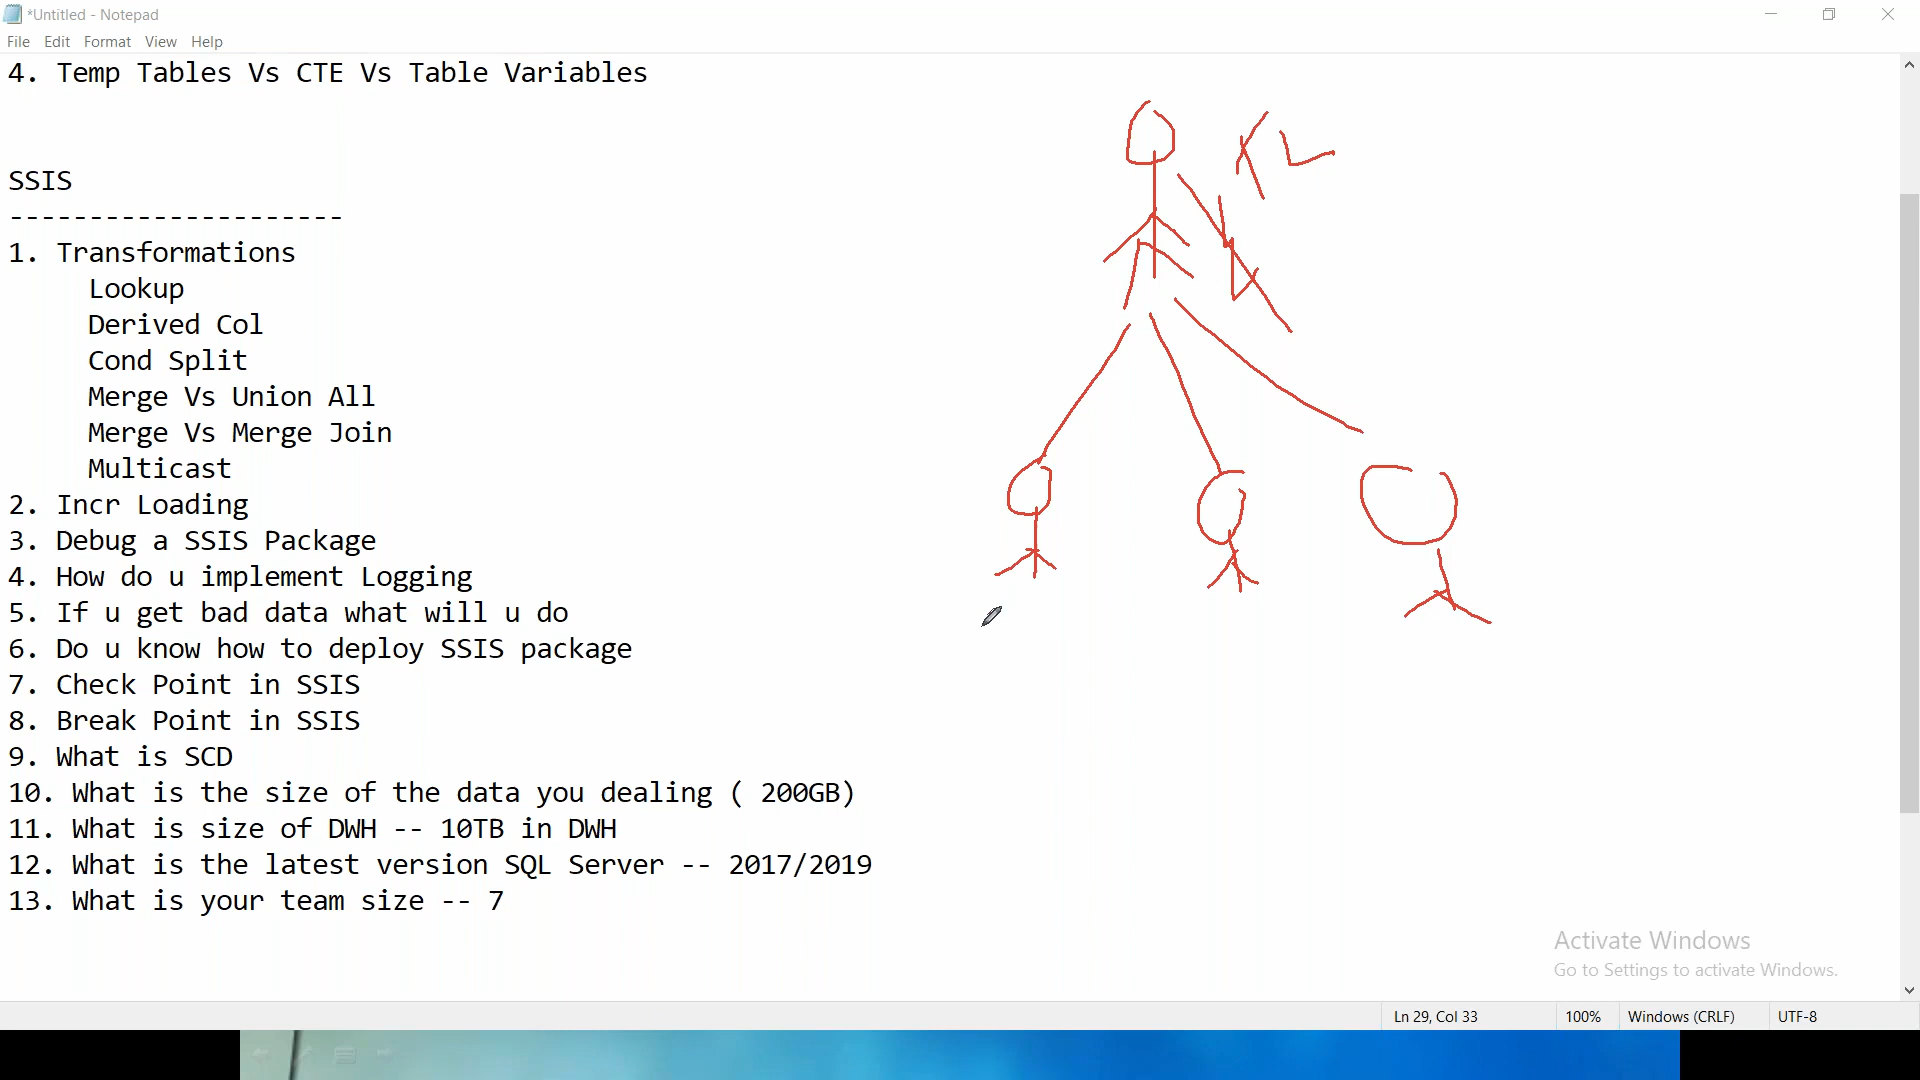 *Untitled - Notepad
File Edit Format View Help
4. Temp Tables Vs CTE Vs Table Variables
SSIS
---------------------
1. Transformations
Lookup
Derived Col
Cond Split
Merge Vs Union All
Merge Vs Merge Join
Multicast
2. Incr Loading
3. Debug a SSIS Package
4. How do u implement Logging
5. If u get bad data what will u do
6. Do u know how to deploy SSIS package
7. Check Point in SSIS
8. Break Point in SSIS
9. What is SCD
10. What is the size of the data you dealing ( 200GB)
11. What is size of DWH -- 10TB in DWH
12. What is the latest version SQL Server -- 2017/2019
13. What is your team size -- 7
Activate Windows
Go to Settings to activate Windows.
Ln 29, Col 33 100% Windows (CRLF) UTF-8